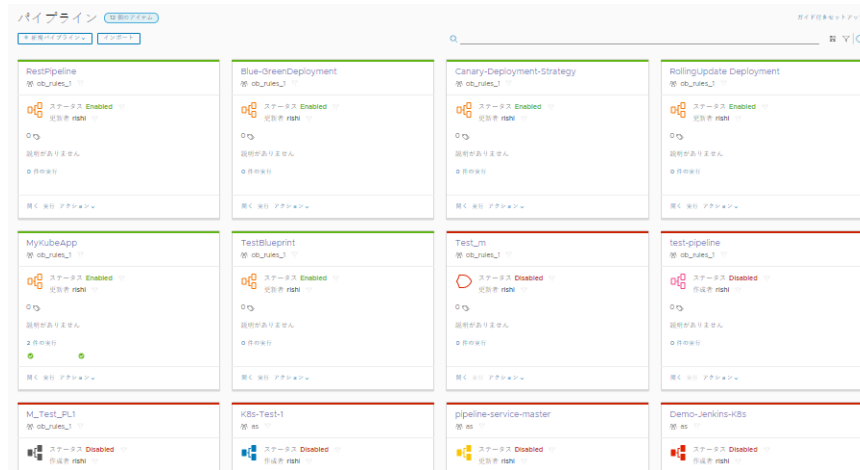 パイプライン 12 個のアイテム
ガイド付きセットアッ
+ 新規パイプライン インポート
RestPipeline
ob_rules_1
ステータス Enabled
更新者 rishi
0
説明がありません
0 件の実行
開く 実行 アクション
Blue-GreenDeployment
ob_rules_1
ステータス Enabled
更新者 rishi
0
説明がありません
0 件の実行
開く 実行 アクション
Canary-Deployment-Strategy
ob_rules_1
ステータス Enabled
更新者 rishi
0
説明がありません
0 件の実行
開く 実行 アクション
RollingUpdate Deployment
ob_rules_1
ステータス Enabled
更新者 rishi
0
説明がありません
0 件の実行
開く 実行 アクション
MyKubeApp
ob_rules_1
ステータス Enabled
更新者 rishi
0
説明がありません
2 件の実行
開く 実行 アクション
TestBlueprint
ob_rules_1
ステータス Enabled
更新者 rishi
0
説明がありません
0 件の実行
開く 実行 アクション
Test_m
ob_rules_1
ステータス Disabled
更新者 rishi
0
説明がありません
0 件の実行
開く 実行 アクション
test-pipeline
ob_rules_1
ステータス Disabled
作成者 rishi
0
説明がありません
0 件の実行
開く 実行 アクション
M_Test_PL1
ob_rules_1
ステータス Disabled
作成者 rishi
K8s-Test-1
as
ステータス Disabled
作成者 rishi
pipeline-service-master
as
ステータス Disabled
更新者 rishi
Demo-Jenkins-K8s
as
ステータス Disabled
作成者 rishi